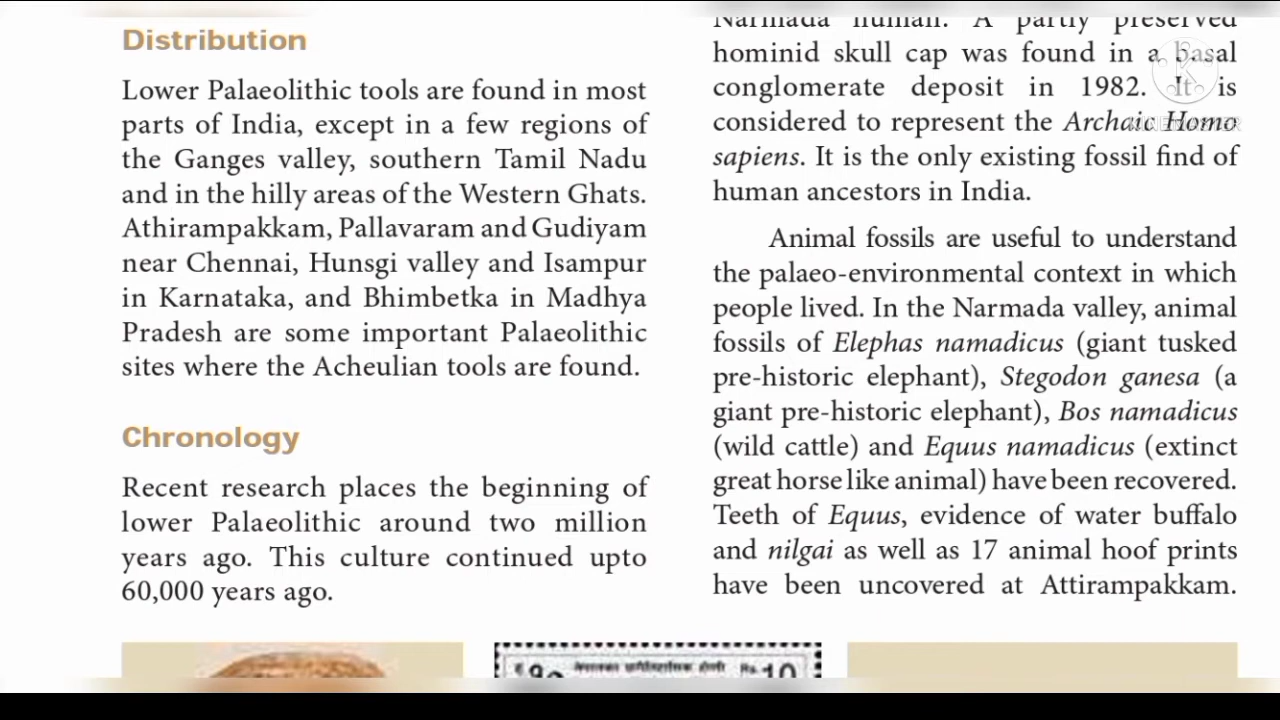 Distribution
Lower Palaeolithic tools are found in most
parts of India, except in a few regions of
the Ganges valley, southern Tamil Nadu
and in the hilly areas of the Western Ghats.
Athirampakkam, Pallavaram and Gudiyam
near Chennai, Hunsgi valley and Isampur
in Karnataka, and Bhimbetka in Madhya
Pradesh are some important Palaeolithic
sites where the Acheulian tools are found.
Chronology
Recent research places the beginning of
lower Palaeolithic around two million
years ago. This culture continued upto
60,000 years ago.
Narmada human. A partly preserved
hominid skull cap was found in a basal
conglomerate deposit in 1982. It is
considered to represent the Archaic Homo
sapiens. It is the only existing fossil find of
human ancestors in India.
Animal fossils are useful to understand
the palaeo-environmental context in which
people lived. In the Narmada valley, animal
fossils of Elephas namadicus (giant tusked
pre-historic elephant), Stegodon ganesa (a
giant pre-historic elephant), Bos namadicus
(wild cattle) and Equus namadicus (extinct
great horse like animal) have been recovered.
Teeth of Equus, evidence of water buffalo
and nilgai as well as 17 animal hoof prints
have been uncovered at Attirampakkam.
K
KINEMASTER
Rs. 10